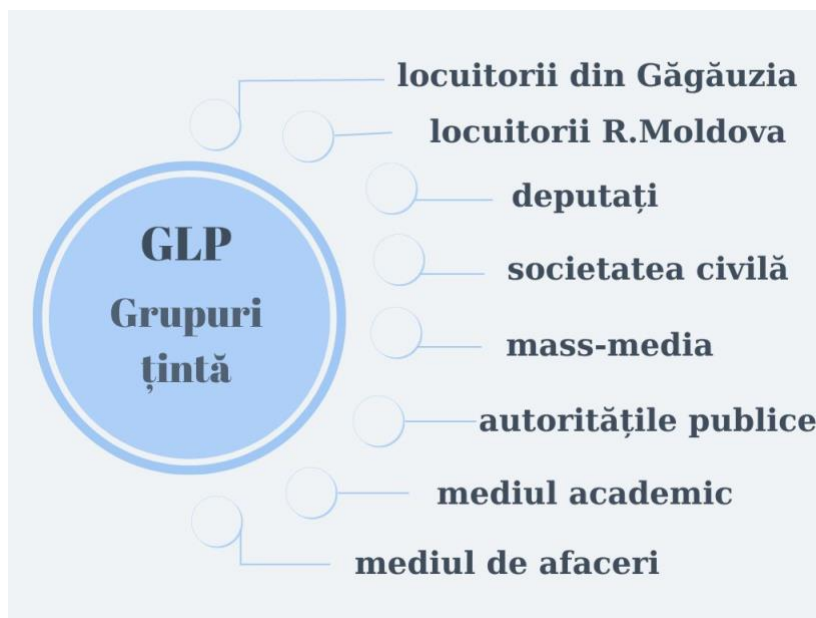 GLP
Grupuri
țintă
locuitorii din Găgăuzia
locuitorii R.Moldova
deputați
societatea civilă
mass-media
autoritățile publice
mediul academic
mediul de afaceri